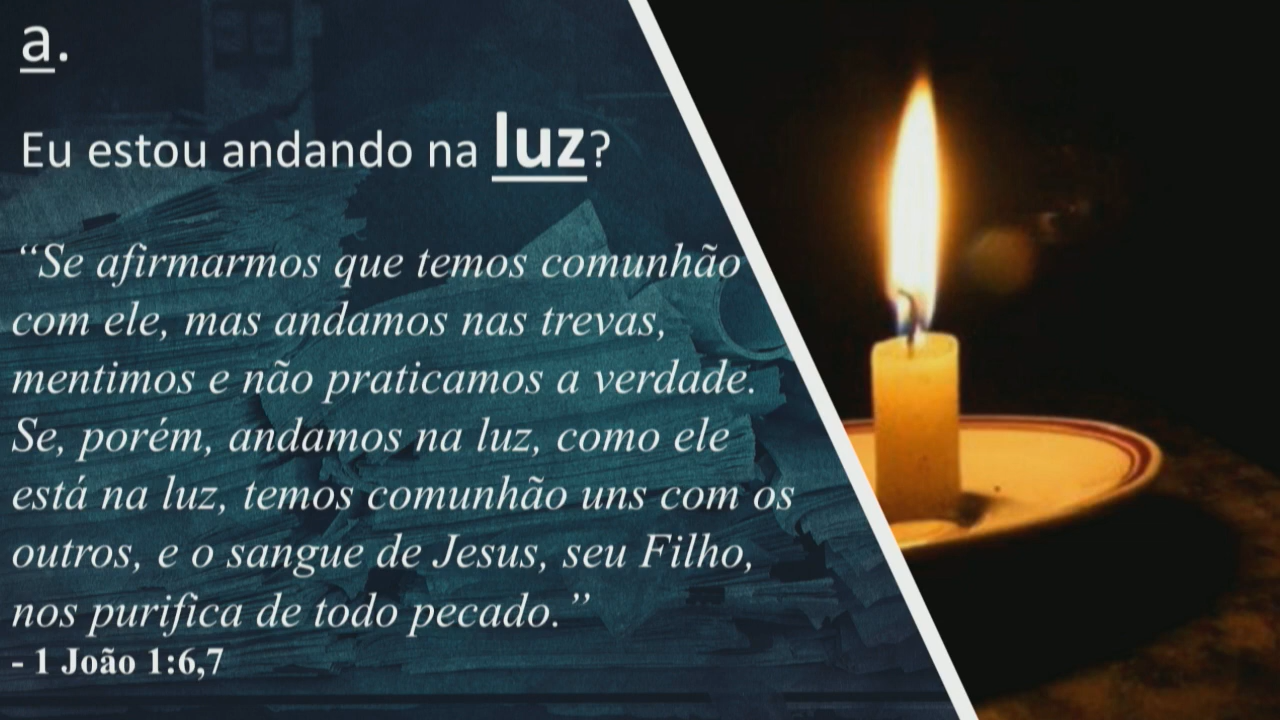 a.
Eu estou andando na luz?
“Se afirmarmos que temos comunhão
com ele, mas andamos nas trevas,
mentimos e não praticamos a verdade.
Se, porém, andamos na luz, como ele
está na luz, temos comunhão uns com os
outros, e o sangue de Jesus, seu Filho,
nos purifica de todo pecado.”
- 1 João 1:6,7